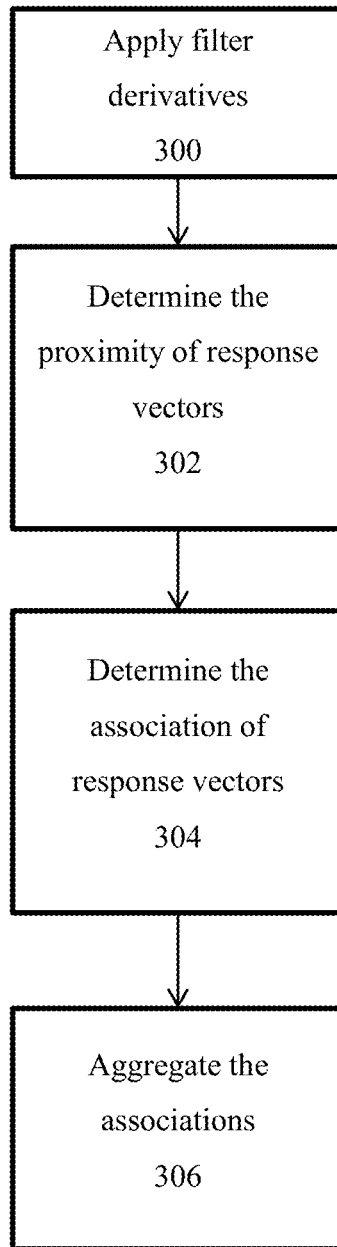 Apply filter
derivatives
300
Determine the
proximity of response
vectors
302
Determine the
association of
response vectors
304
Aggregate the
associations
306